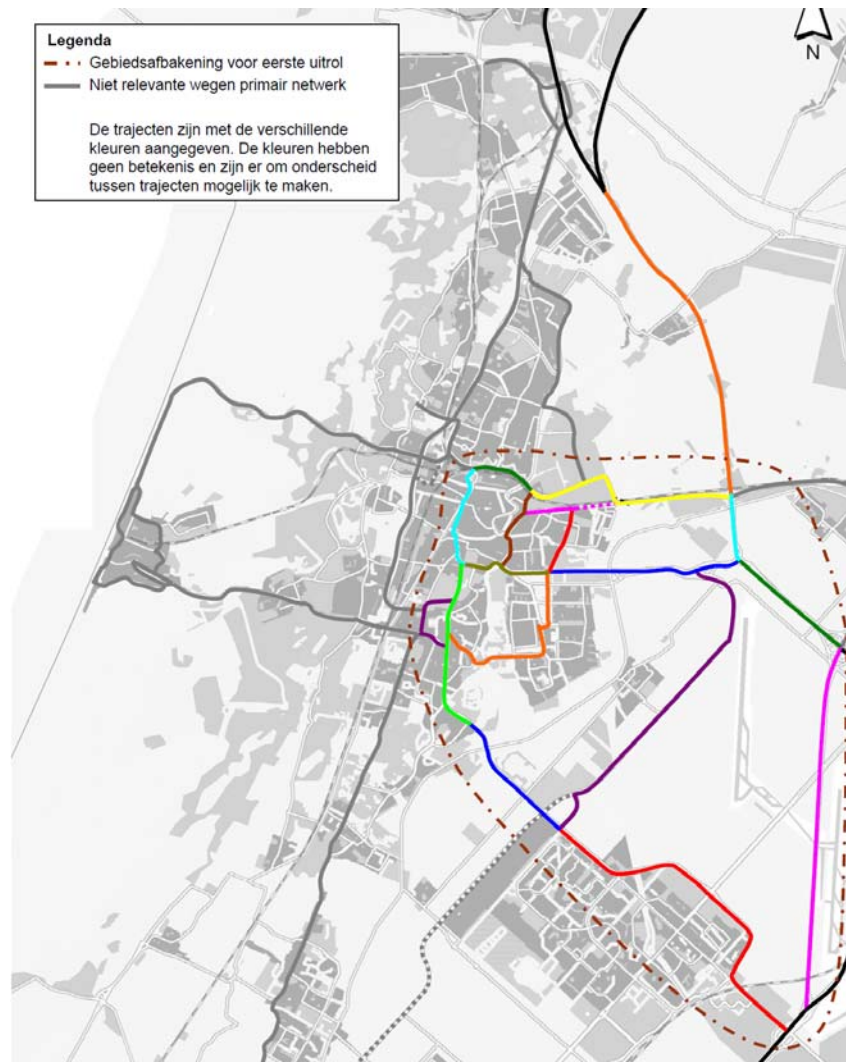 Legenda
Gebiedsafbakening voor eerste uitrol
Niet relevante wegen primair netwerk
De trajecten zijn met de verschillende
kleuren aangegeven. De kleuren hebben
geen betekenis en zijn er om onderscheid
tussen trajecten mogelijk te maken.
N